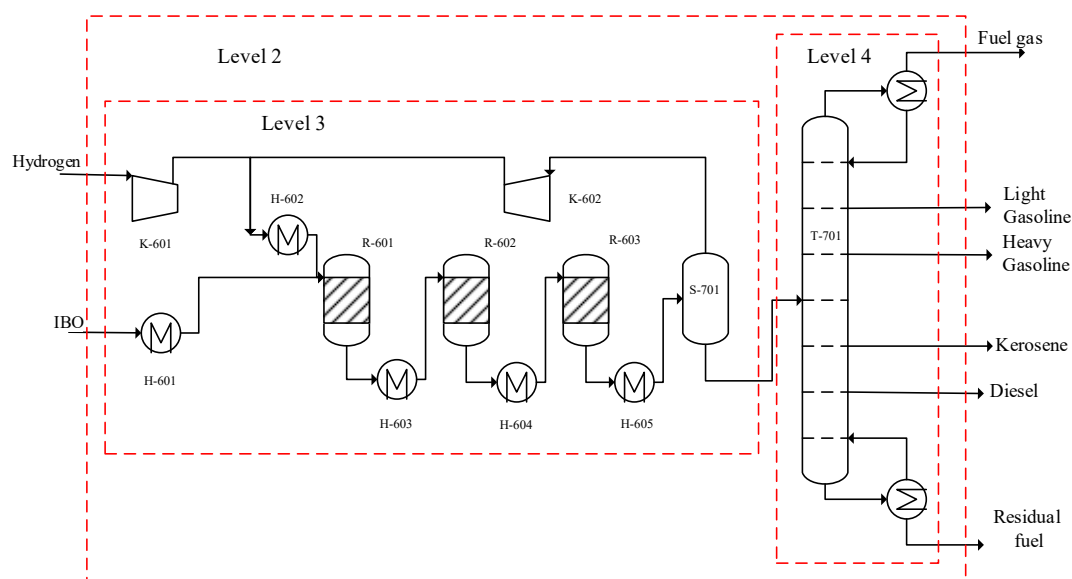 Fuel gas
Level 2
Level 4
Level 3
Hydrogen
H-602
K-602
Light
Gasoline
K-601
R-601
R-602
R-603
T-701
Heavy
Gasoline
S-701
IBO
Kerosene
H-601
Diesel
H-603
H-604
H-605
Residual
fuel